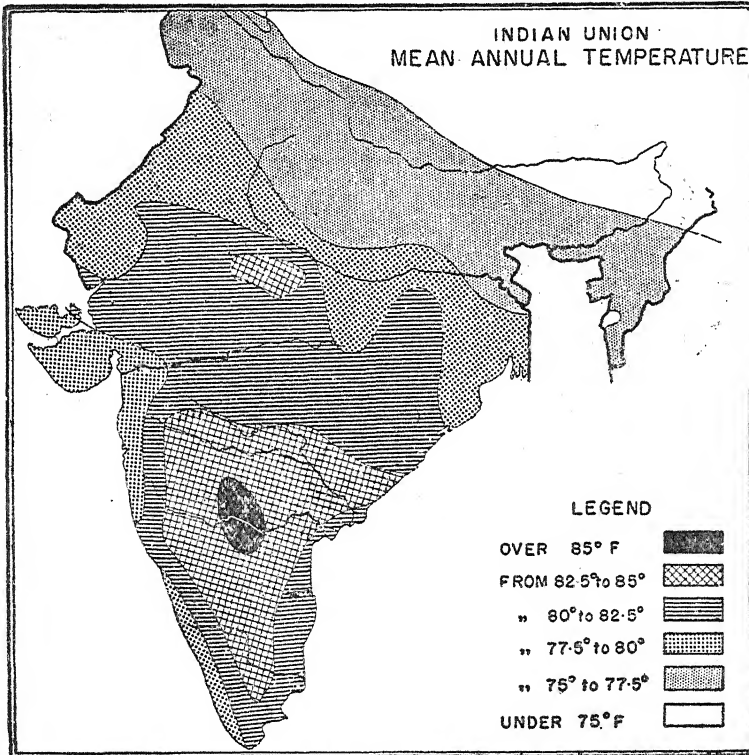 INDIAN UNION
MEAN ANNUAL TEMPERATURE
LEGEND
OVER 85° F
FROM 82·5° to 85°
„ 80° to 82·5°
„ 77·5° to 80°
„ 75° to 77·5°
UNDER 75° F